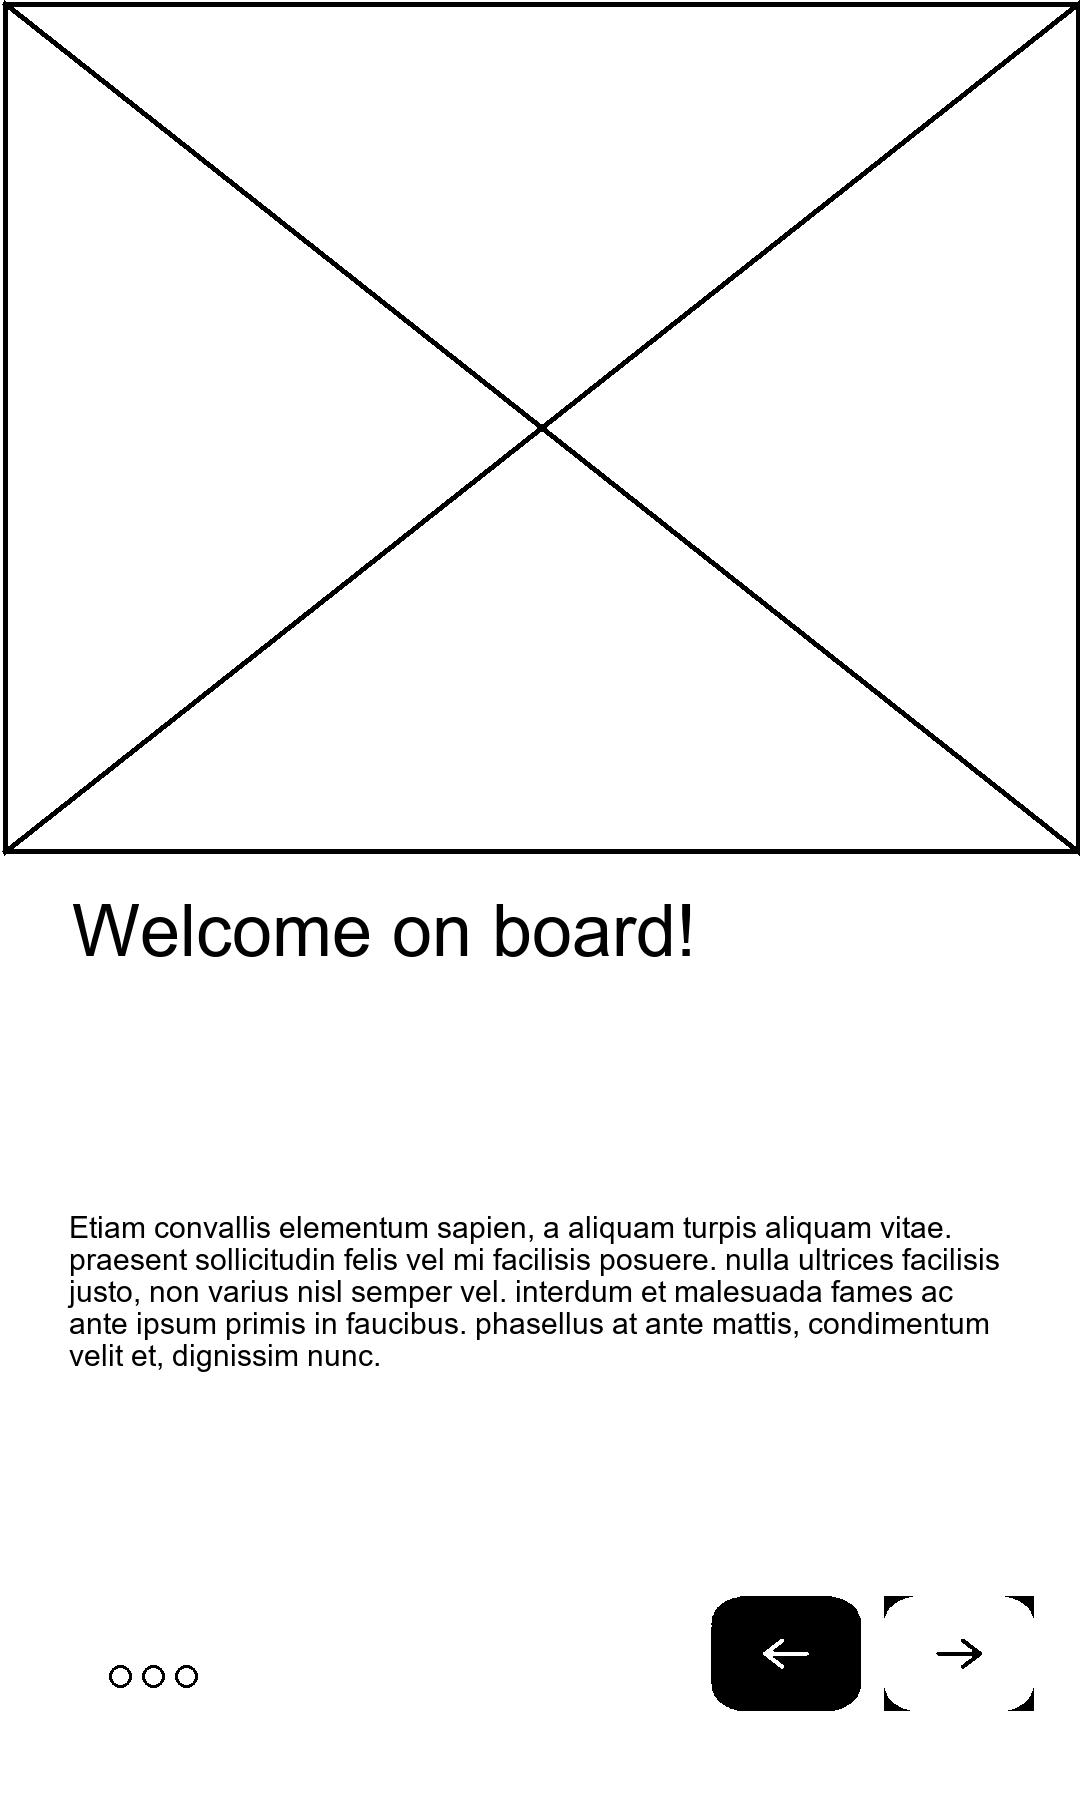 Welcome on board!
Etiam convallis elementum sapien, a aliquam turpis aliquam vitae.
praesent sollicitudin felis vel mi facilisis posuere. nulla ultrices facilisis
justo, non varius nisl semper vel. interdum et malesuada fames ac
ante ipsum primis in faucibus. phasellus at ante mattis, condimentum
velit et, dignissim nunc.